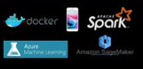 docker
APACHE
Spark
Azure
Machine Learning
Amazon SageMaker